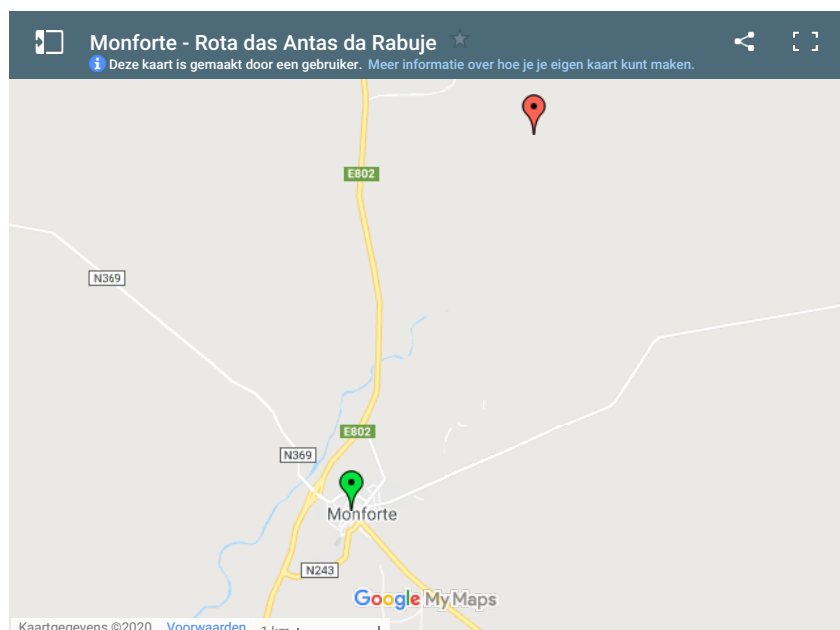 Monforte - Rota das Antas da Rabuje
Deze kaart is gemaakt door een gebruiker. Meer informatie over hoe je je eigen kaart kunt maken.
E802
N369
E802
N369
Monforte
N243
Google My Maps
Kaartgegevens ©2020 Voorwaarden 1 km